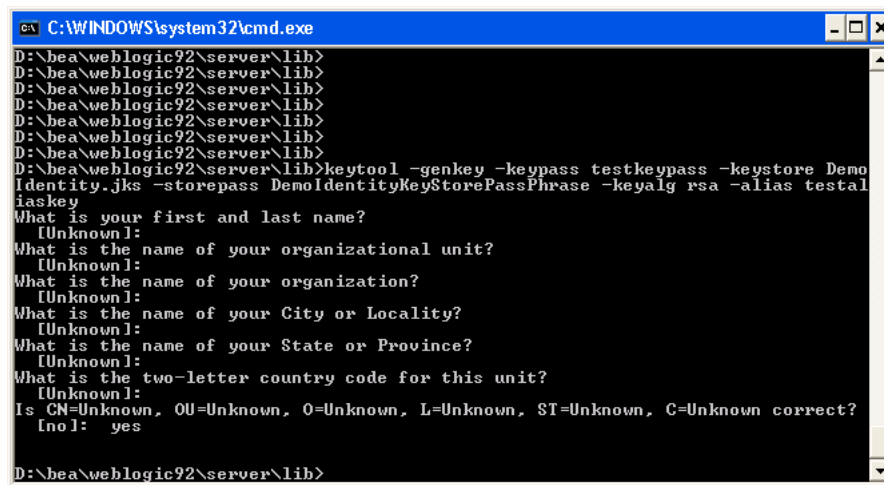 C:\WINDOWS\system32\cmd.exe
D:\bea\weblogic92\server\lib>
D:\bea\weblogic92\server\lib>
D:\bea\weblogic92\server\lib>
D:\bea\weblogic92\server\lib>
D:\bea\weblogic92\server\lib>
D:\bea\weblogic92\server\lib>
D:\bea\weblogic92\server\lib>
D:\bea\weblogic92\server\lib>keytool -genkey -keypass testkeypass -keystore Demo
Identity.jks -storepass DemoIdentityKeyStorePassPhrase -keyalg rsa -alias testal
iaskey
What is your first and last name?
  [Unknown]:
What is the name of your organizational unit?
  [Unknown]:
What is the name of your organization?
  [Unknown]:
What is the name of your City or Locality?
  [Unknown]:
What is the name of your State or Province?
  [Unknown]:
What is the two-letter country code for this unit?
  [Unknown]:
Is CN=Unknown, OU=Unknown, O=Unknown, L=Unknown, ST=Unknown, C=Unknown correct?
  [no]:  yes
D:\bea\weblogic92\server\lib>